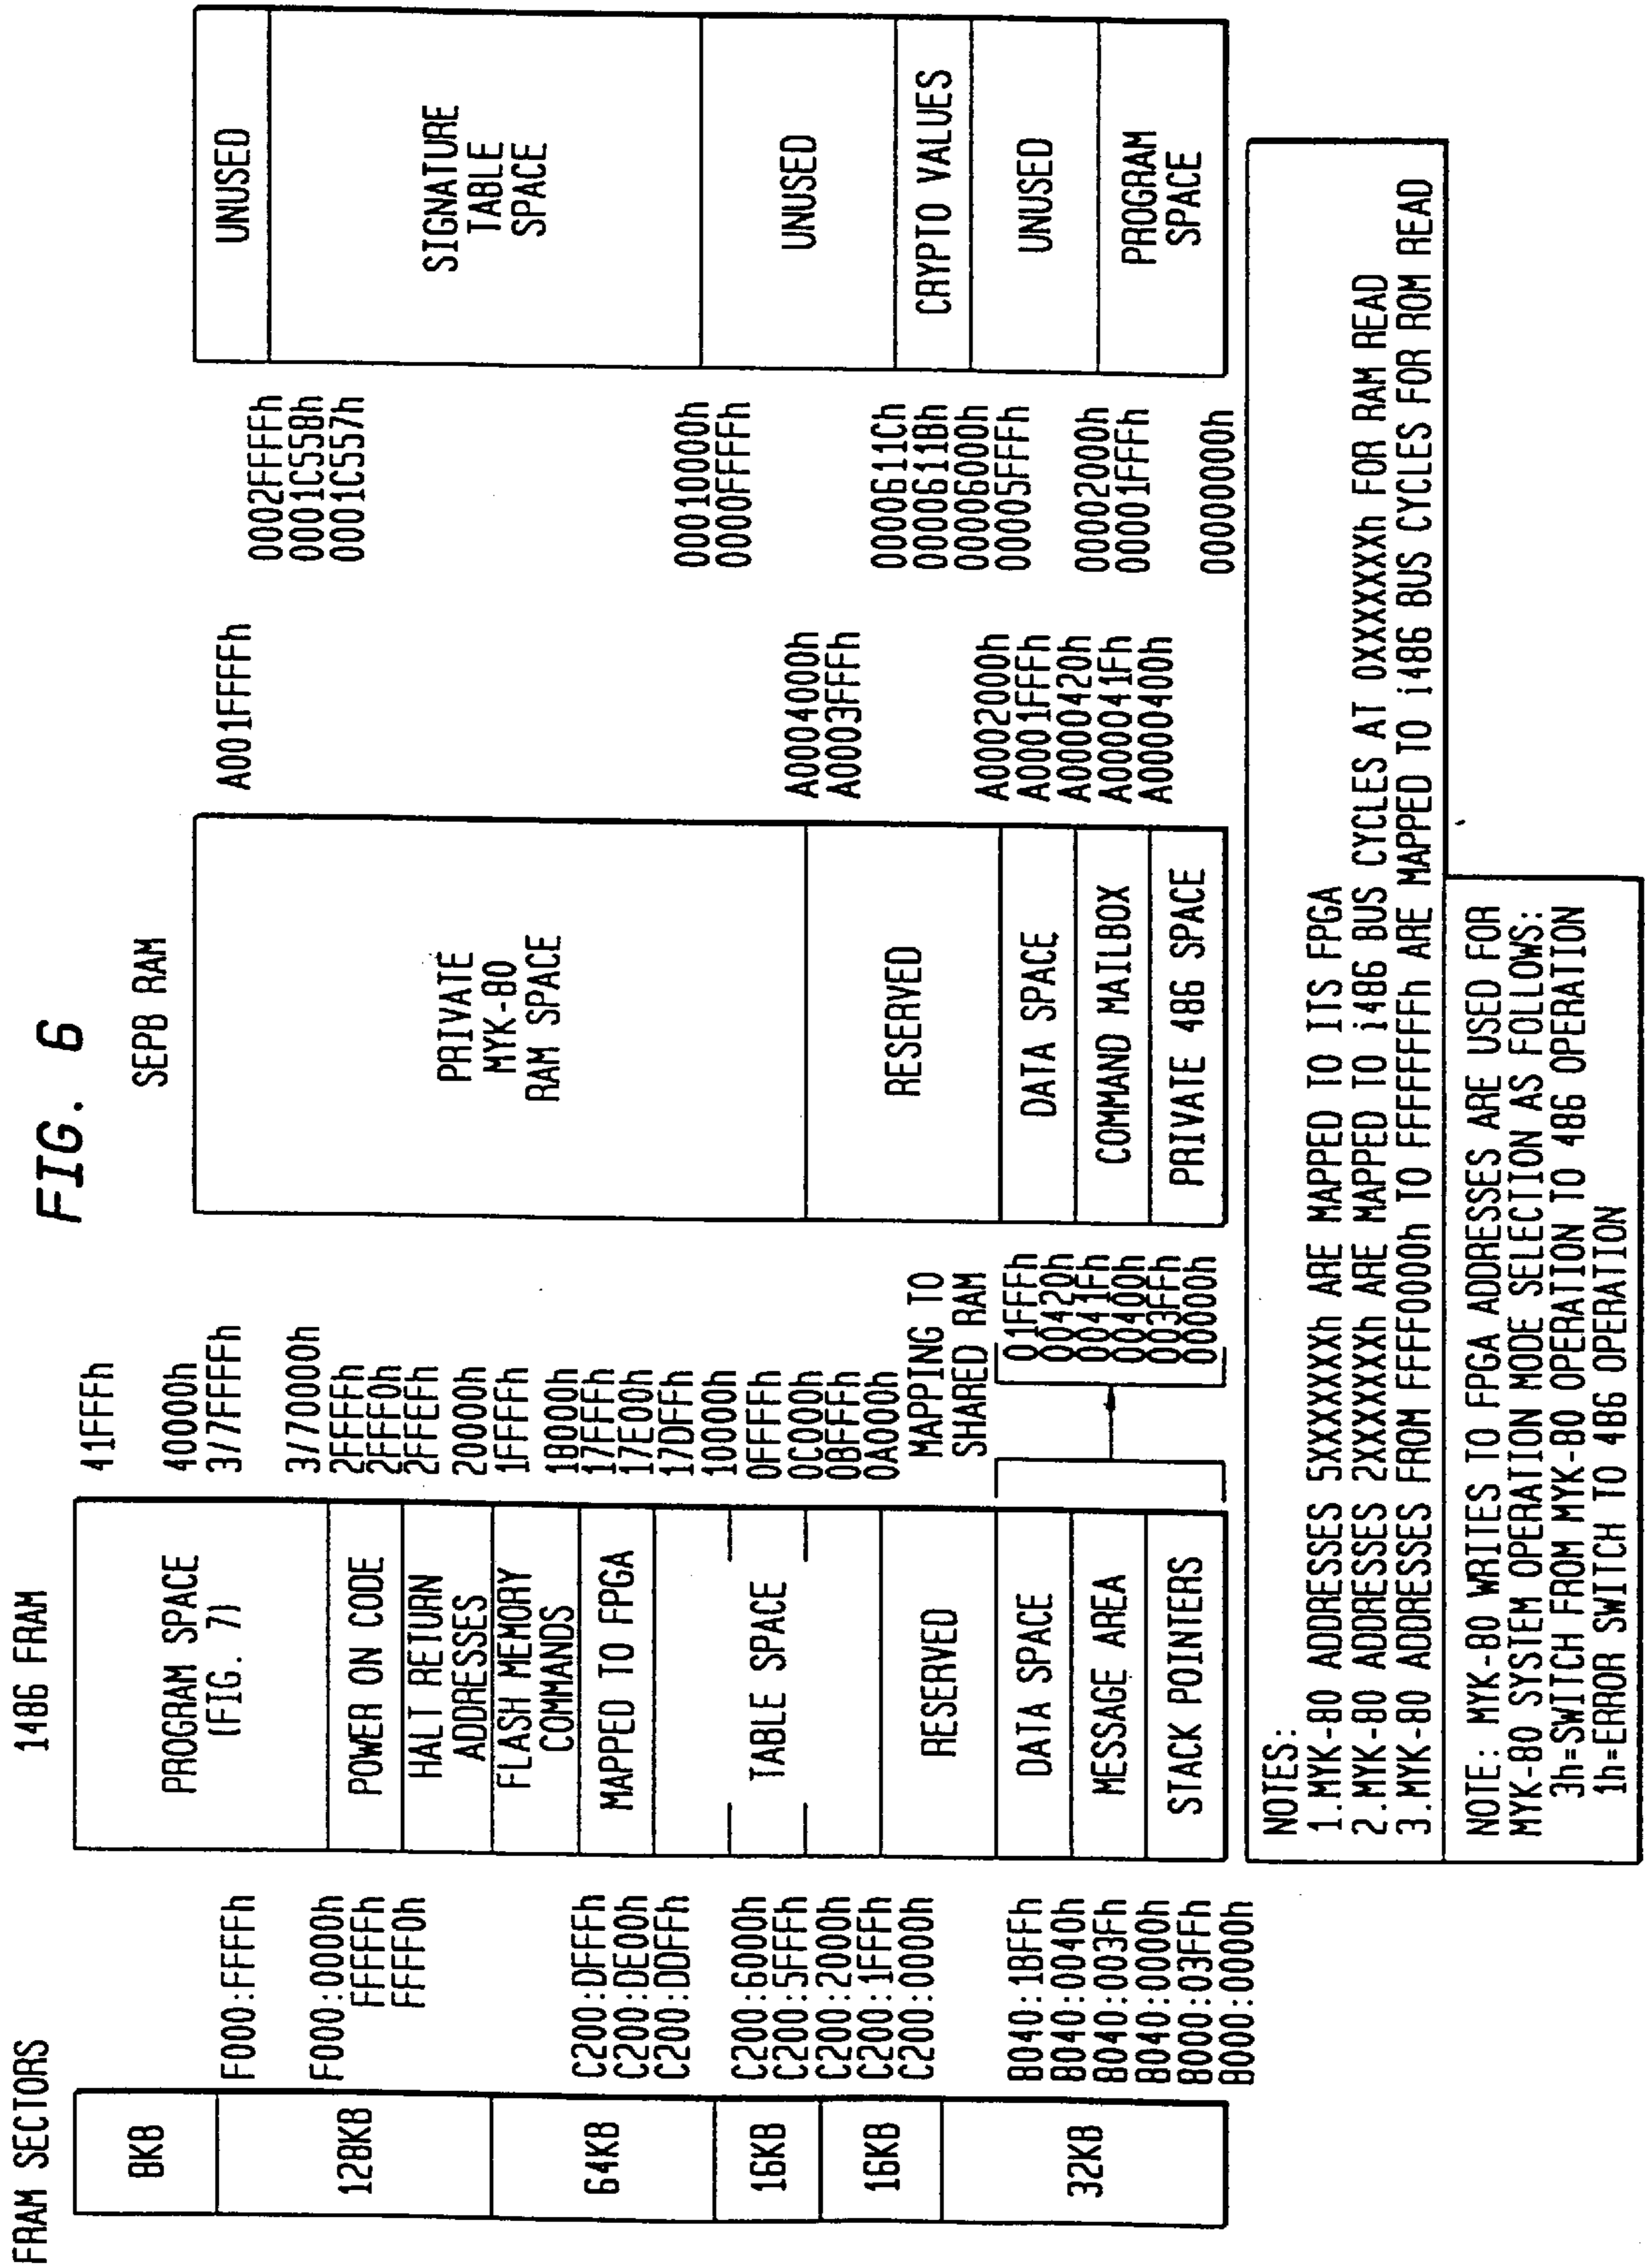 FIG. 6
FRAM SECTORS
8KB
128KB
64KB
16KB
16KB
32KB
F000:FFFFh
F000:0000h
FFFFFh
FFFF0h
C200:DFFFh
C200:DE00h
C200:DDFFh
C200:6000h
C200:5FFFh
C200:2000h
C200:1FFFh
C200:0000h
8040:1BFFh
8040:0040h
8040:003Fh
8040:0000h
8000:03FFh
8000:0000h
1486 FRAM
PROGRAM SPACE
(FIG. 7)
POWER ON CODE
HALT RETURN
ADDRESSES
FLASH MEMORY
COMMANDS
MAPPED TO FPGA
TABLE SPACE
RESERVED
DATA SPACE
MESSAGE AREA
STACK POINTERS
41FFFh
40000h
3/7FFFFh
3/70000h
2FFFFFh
2FFFF0h
2FFFEFh
20000h
1FFFFFh
18000h
17FFFh
17E00h
17DFFh
10000h
0FFFFh
0C000h
0BFFFh
0A000h
MAPPING TO
SHARED RAM
01FFFh
00420h
0041Fh
00400h
003FFh
00000h
SEPB RAM
PRIVATE
MYK-80
RAM SPACE
RESERVED
DATA SPACE
COMMAND MAILBOX
PRIVATE 486 SPACE
A001FFFFh
A0004000h
A0003FFFh
A0002000h
A0001FFFh
A0000420h
A000041Fh
A0000400h
0002FFFFh
0001C558h
0001C557h
00010000h
0000FFFFh
0000611Ch
0000611Bh
00006000h
00005FFFh
00002000h
00001FFFh
00000000h
UNUSED
SIGNATURE
TABLE
SPACE
UNUSED
CRYPTO VALUES
UNUSED
PROGRAM
SPACE
NOTES:
1.MYK-80 ADDRESSES 5XXXXXXXh ARE MAPPED TO ITS FPGA
2.MYK-80 ADDRESSES 2XXXXXXh ARE MAPPED TO i486 BUS CYCLES AT 0XXXXXXh FOR RAM READ
3.MYK-80 ADDRESSES FROM FFFF0000h TO FFFFFFFFh ARE MAPPED TO i486 BUS CYCLES FOR ROM READ
NOTE: MYK-80 WRITES TO FPGA ADDRESSES ARE USED FOR
MYK-80 SYSTEM OPERATION MODE SELECTION AS FOLLOWS:
3h=SWITCH FROM MYK-80 OPERATION TO 486 OPERATION
1h=ERROR SWITCH TO 486 OPERATION